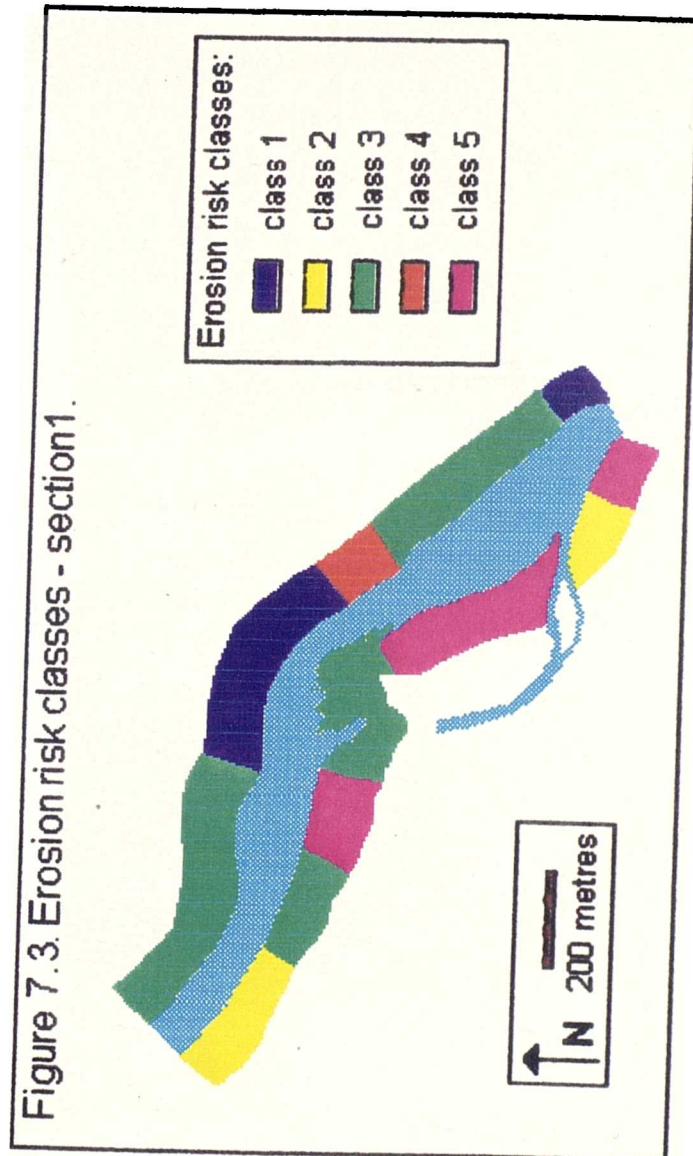 Figure 7.3. Erosion risk classes - section1.
Erosion risk classes:
class 1
class 2
class 3
class 4
class 5
N
200 metres